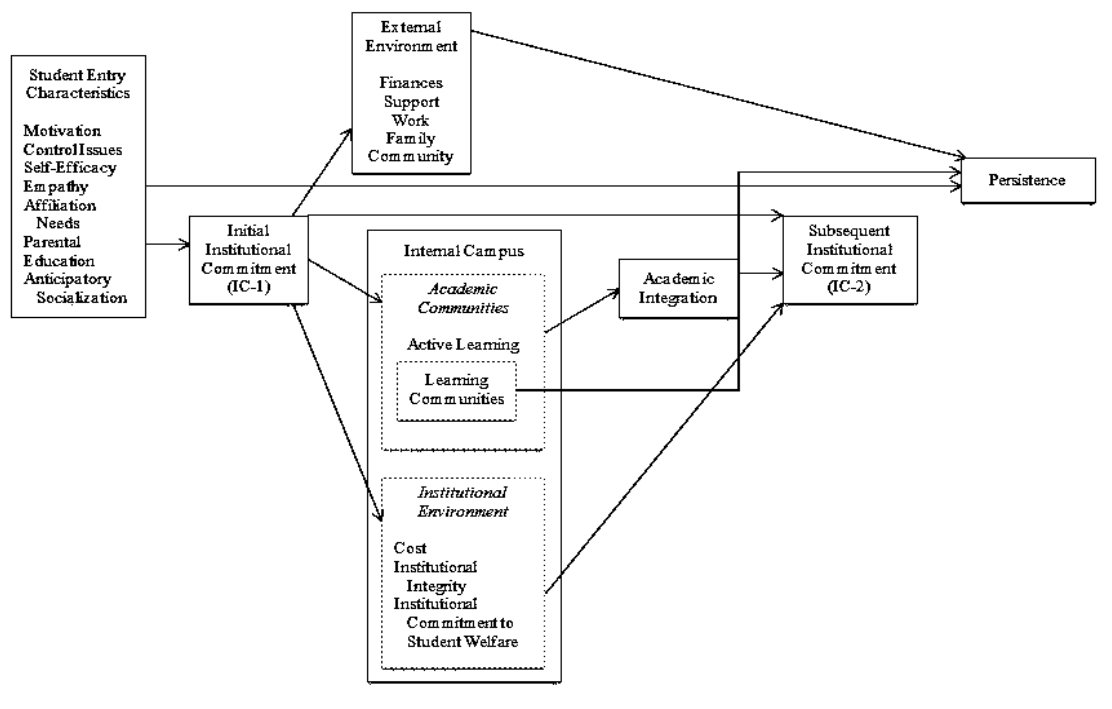 Student Entry
Characteristics
Motivation
Control Issues
Self-Efficacy
Empathy
Affiliation
Needs
Parental
Education
Anticipatory
Socialization
Initial
Institutional
Commitment
(IC-1)
External
Environment
Finances
Support
Work
Family
Community
Internal Campus
Academic
Communities
Active Learning
Learning
Communities
Institutional
Environment
Cost
Institutional
Integrity
Institutional
Commitment to
Student Welfare
Academic
Integration
Subsequent
Institutional
Commitment
(IC-2)
Persistence